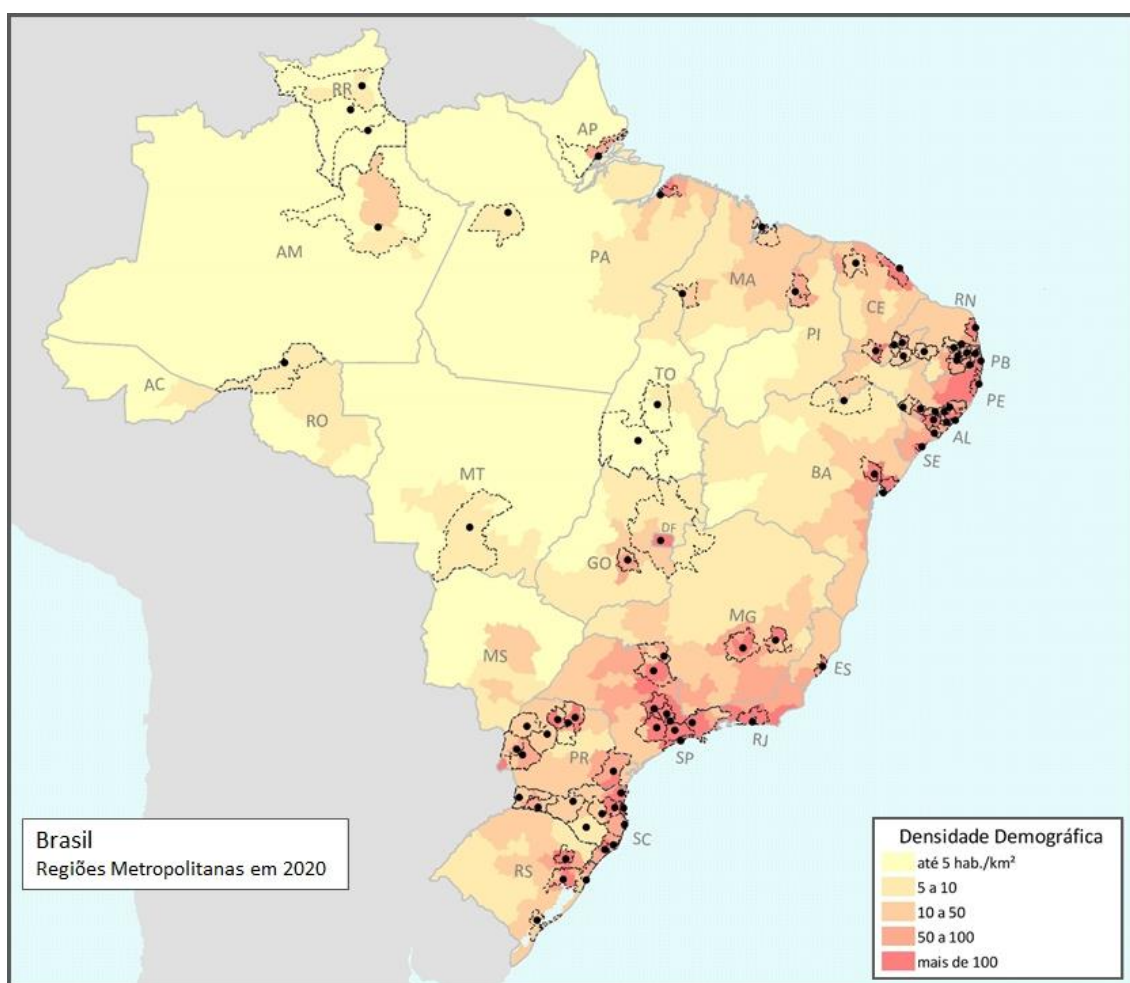 RR
AP
AM
PA
MA
CE
RN
PI
PB
AC
TO
PE
RO
AL
SE
MT
BA
DF
GO
MG
MS
ES
RJ
PR
SP
SC
RS
Brasil
Regiões Metropolitanas em 2020
Densidade Demográfica
até 5 hab./km²
5 a 10
10 a 50
50 a 100
mais de 100